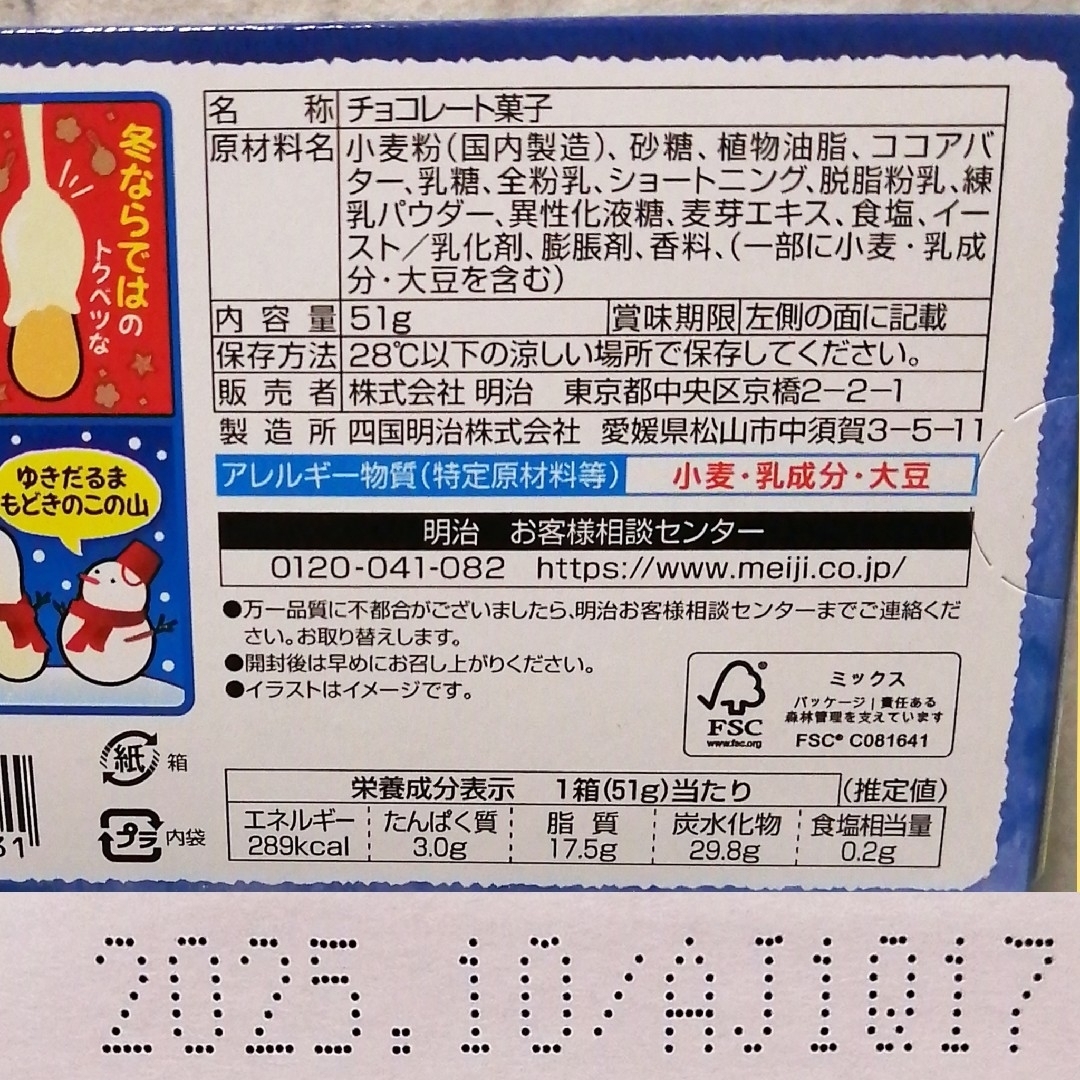 冬ならではの
トクベツな
ゆきだるま
もどきのこの山
名称 チョコレート菓子
原材料名 小麦粉(国内製造)、砂糖、植物油脂、ココアバ
ター、乳糖、全粉乳、ショートニング、脱脂粉乳、練
乳パウダー、異性化液糖、麦芽エキス、食塩、イー
スト/乳化剤、膨脹剤、香料、(一部に小麦・乳成
分・大豆を含む)
内容量 51g 賞味期限 左側の面に記載
保存方法 28℃以下の涼しい場所で保存してください。
販売者 株式会社 明治 東京都中央区京橋2-2-1
製造所 四国明治株式会社 愛媛県松山市中須賀3-5-11
アレルギー物質(特定原材料等) 小麦・乳成分・大豆
明治 お客様相談センター
0120-041-082 https://www.meiji.co.jp/
●万一品質に不都合がございましたら、明治お客様相談センターまでご連絡くだ
さい。お取り替えします。
●開封後は早めにお召し上がりください。
●イラストはイメージです。
FSC
www.fsc.org
ミックス
パッケージ|責任ある
森林管理を支えています
FSC® C081641
紙 箱
プラ 内袋
31
栄養成分表示 1箱(51g)当たり (推定値)
エネルギー たんぱく質 脂質 炭水化物 食塩相当量
289kcal 3.0g 17.5g 29.8g 0.2g
2025.10/AJ1Q17